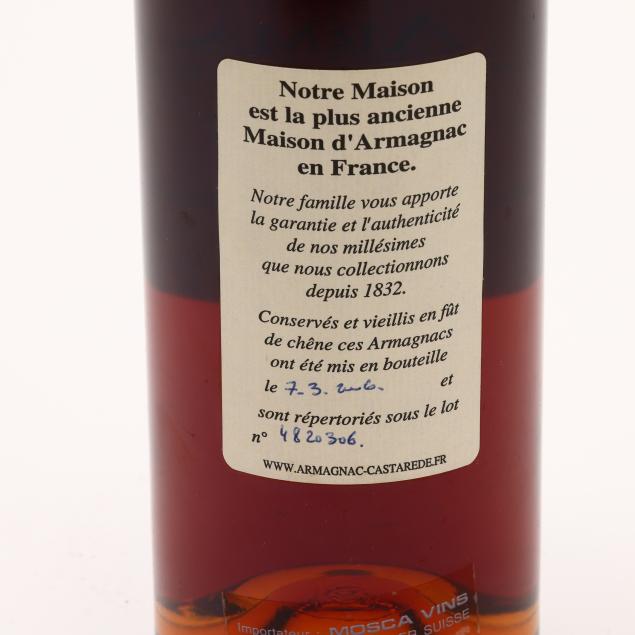 Notre Maison
est la plus ancienne
Maison d'Armagnac
en France.
Notre famille vous apporte
la garantie et l'authenticité
de nos millésimes
que nous collectionnons
depuis 1832.
Conservés et vieillis en fût
de chêne ces Armagnacs
ont été mis en bouteille
le 7-3. 2006. et
sont répertoriés sous le lot
n° 4820306.
WWW.ARMAGNAC-CASTAREDE.FR
Importateur : MOSCA VINS
SUISSE